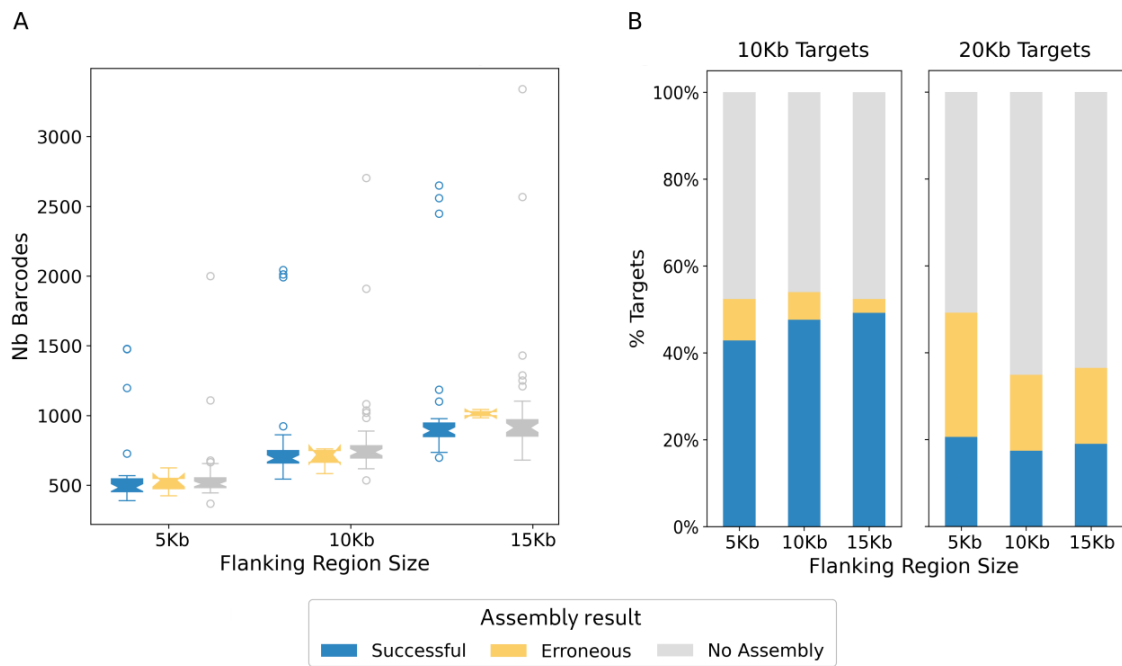 A
Nb Barcodes
3000
2500
2000
1500
1000
500
5Kb 10Kb 15Kb
Flanking Region Size
B
10Kb Targets 20Kb Targets
% Targets
100%
80%
60%
40%
20%
0%
5Kb 10Kb 15Kb 5Kb 10Kb 15Kb
Flanking Region Size
Assembly result
Successful Erroneous No Assembly